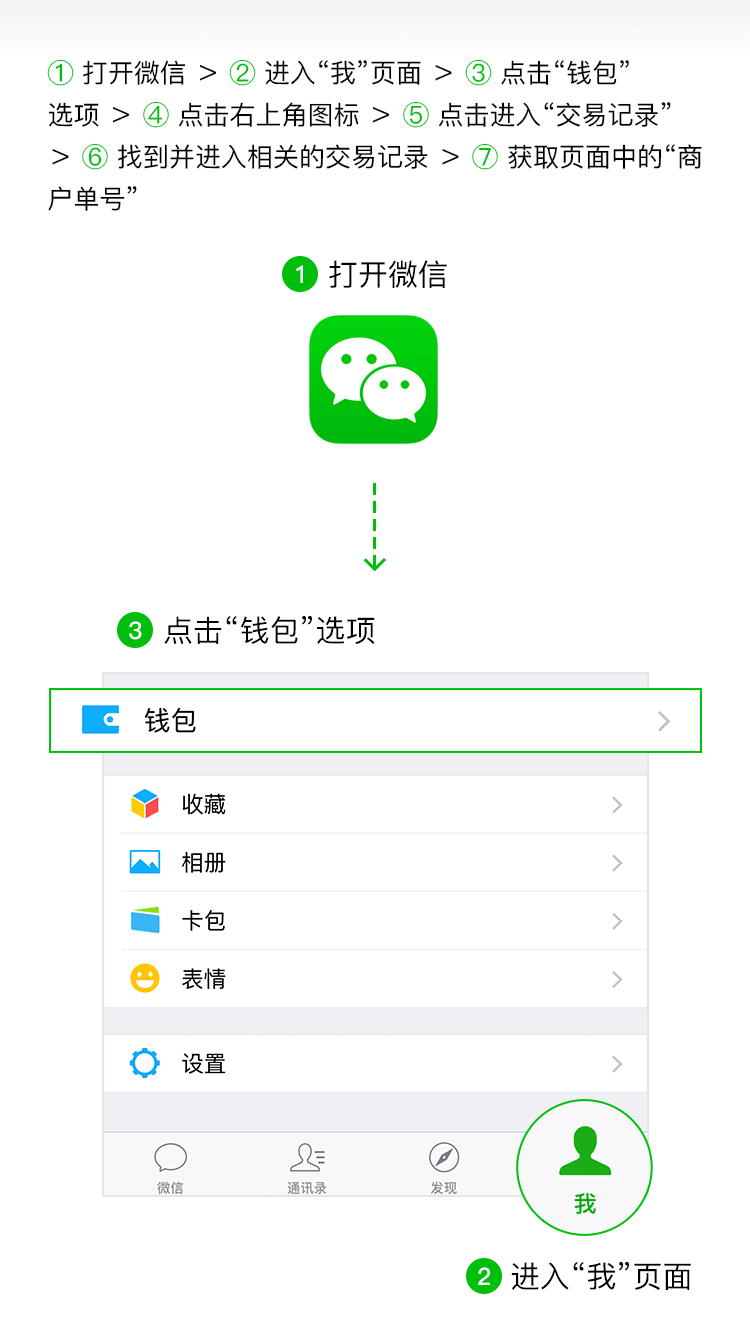 ① 打开微信 > ② 进入“我”页面 > ③ 点击“钱包”
选项 > ④ 点击右上角图标 > ⑤ 点击进入“交易记录”
> ⑥ 找到并进入相关的交易记录 > ⑦ 获取页面中的“商
户单号”
1 打开微信
3 点击“钱包”选项
钱包
收藏
相册
卡包
表情
设置
微信 通讯录 发现 我
2 进入“我”页面